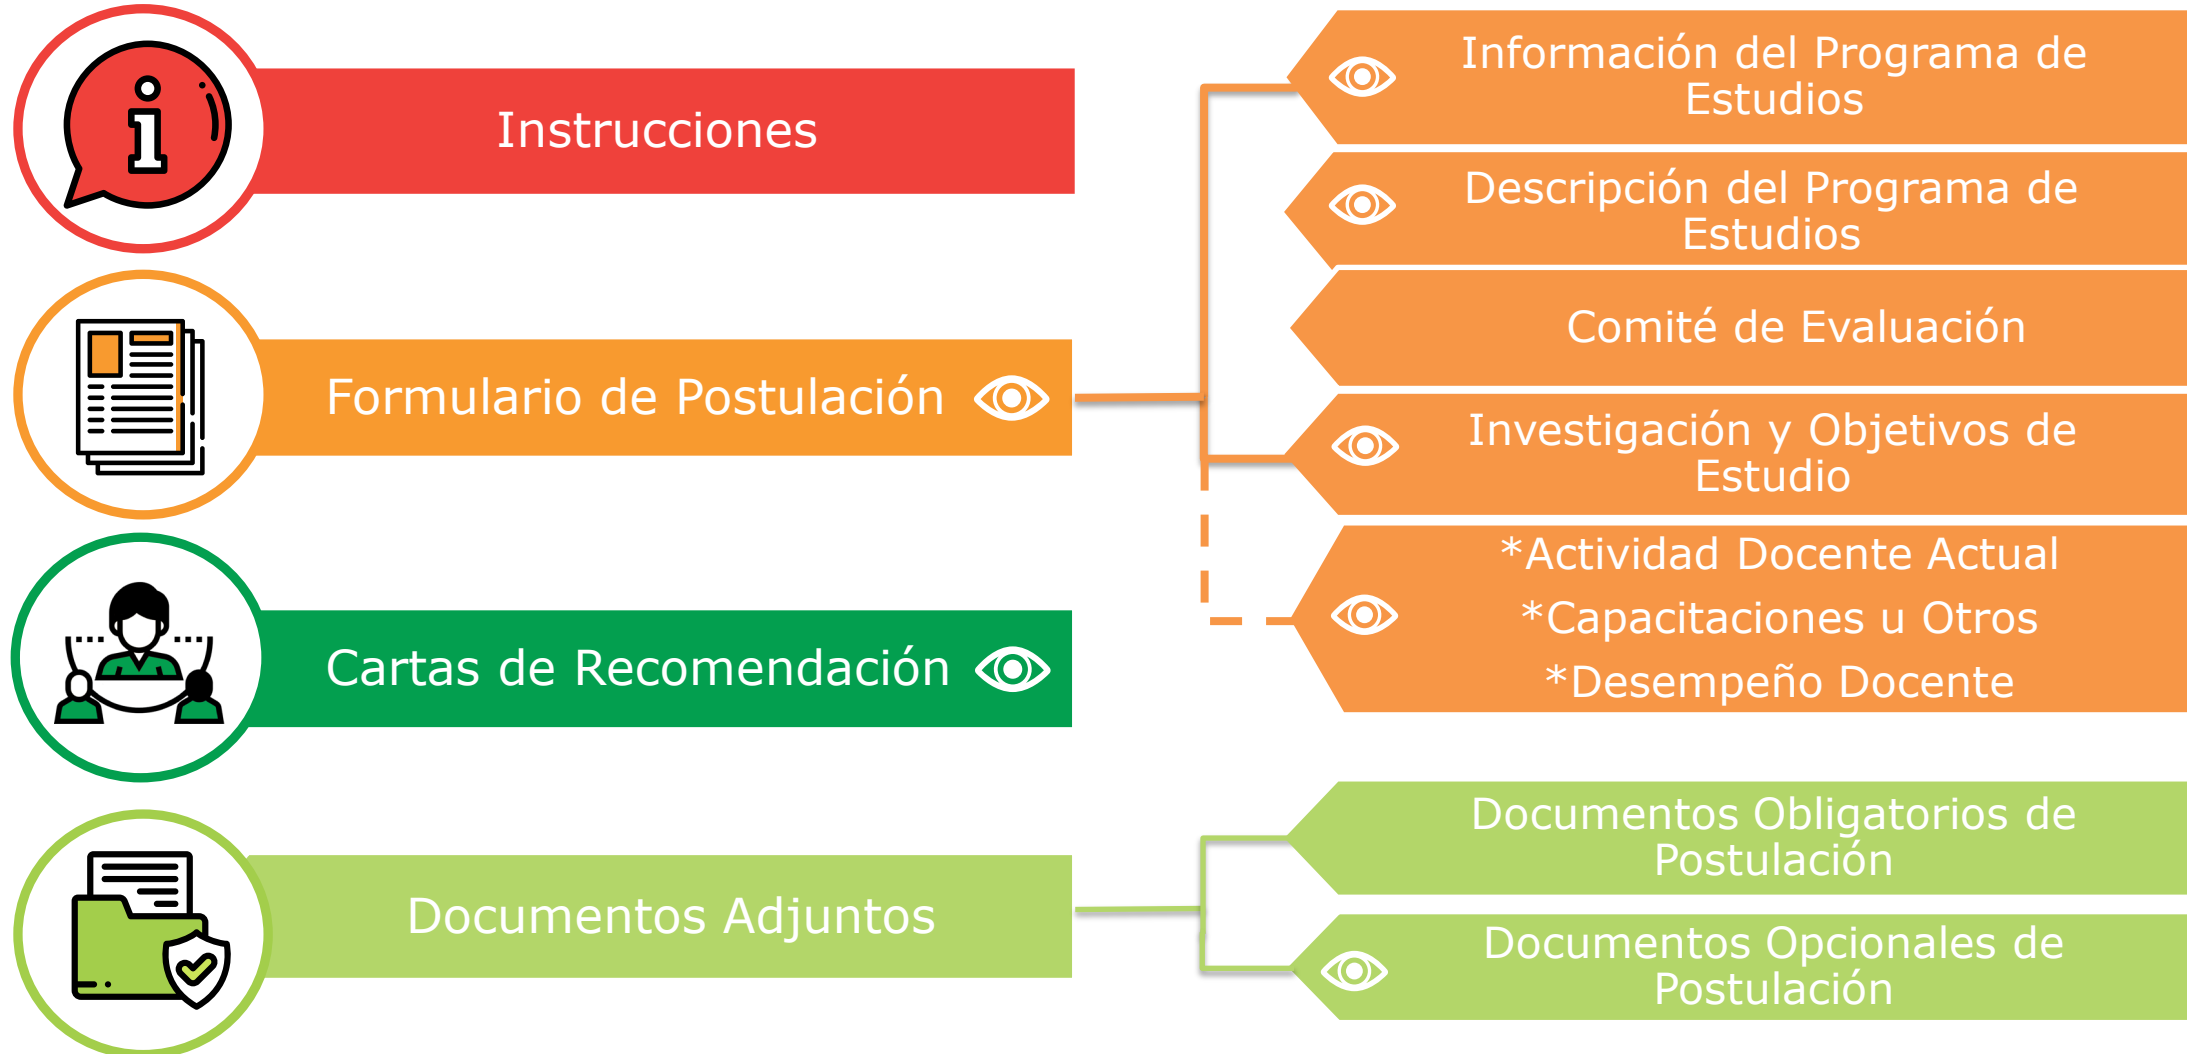 Instrucciones
Formulario de Postulación
Cartas de Recomendación
Documentos Adjuntos
Información del Programa de
Estudios
Descripción del Programa de
Estudios
Comité de Evaluación
Investigación y Objetivos de
Estudio
*Actividad Docente Actual
*Capacitaciones u Otros
*Desempeño Docente
Documentos Obligatorios de
Postulación
Documentos Opcionales de
Postulación